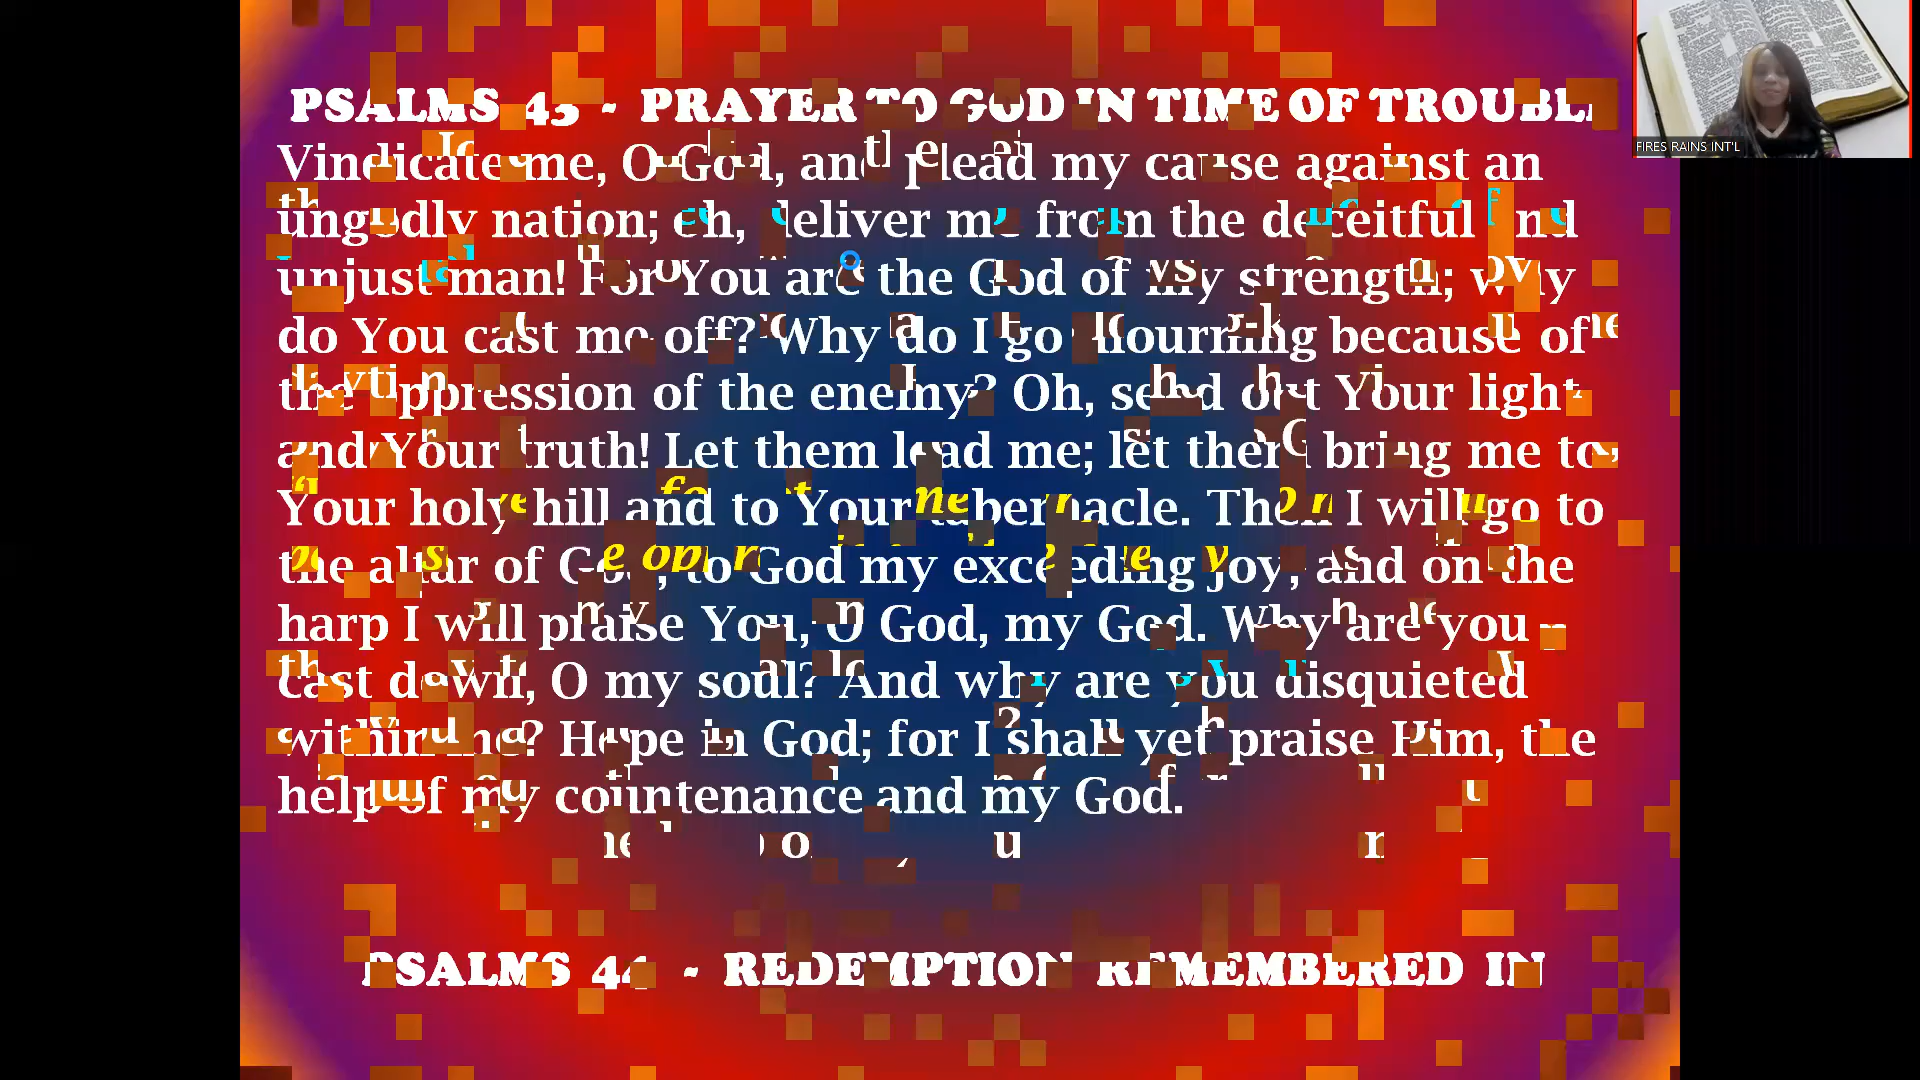 PSALMS 43 - PRAYER TO GOD IN TIME OF TROUBLE
FIRES RAINS INT'L
Vindicate me, O God, and plead my cause against an
ungodly nation; oh, deliver me from the deceitful and
unjust man! For You are the God of my strength; why
do You cast me off? Why do I go mourning because of
the oppression of the enemy? Oh, send out Your light
and Your truth! Let them lead me; let them bring me to
Your holy hill and to Your tabernacle. Then I will go to
the altar of God, to God my exceeding joy; and on the
harp I will praise You, O God, my God. Why are you
cast down, O my soul? And why are you disquieted
within me? Hope in God; for I shall yet praise Him, the
help of my countenance and my God.
PSALMS 44 - REDEMPTION REMEMBERED IN